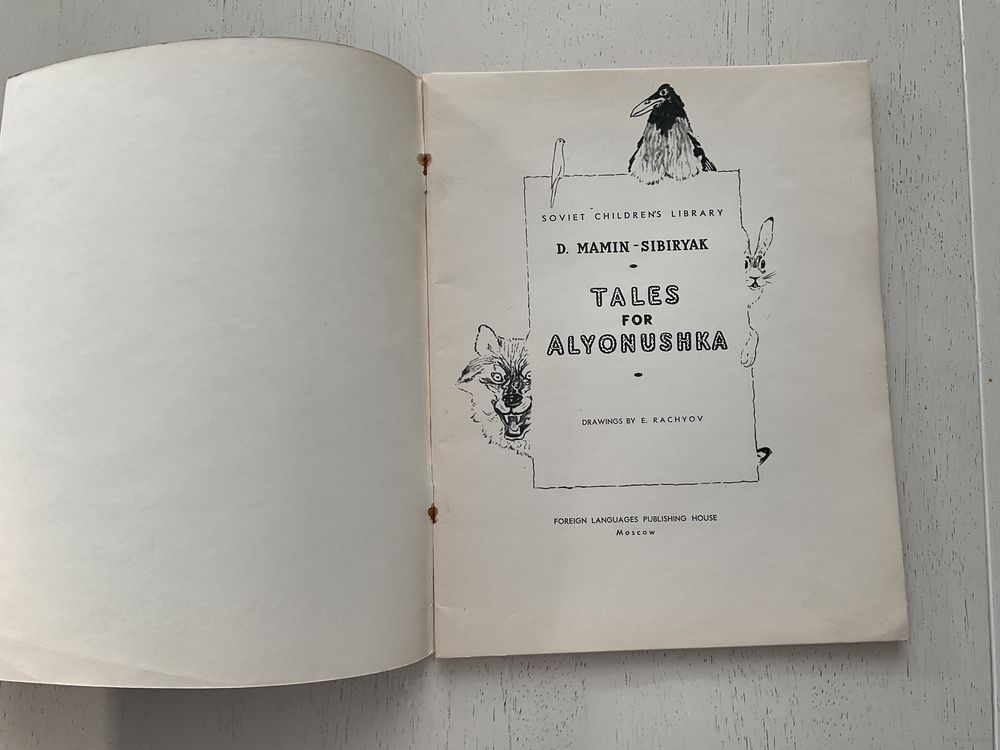 SOVIET CHILDREN'S LIBRARY
D. MAMIN-SIBIRYAK
TALES
FOR
ALYONUSHKA
DRAWINGS BY E. RACHYOV
FOREIGN LANGUAGES PUBLISHING HOUSE
Moscow